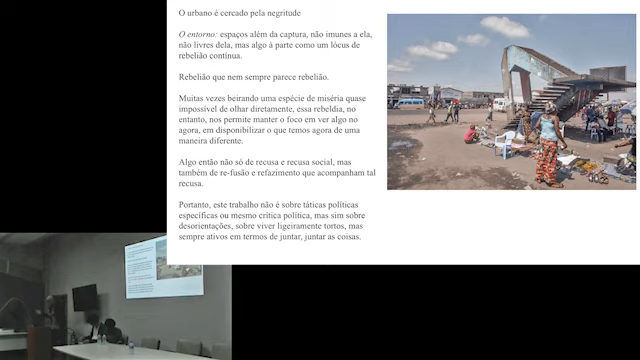 O urbano é cercado pela negritude
O entorno: espaços além da captura, não imunes a ela,
não livres dela, mas algo à parte como um lócus de
rebelião contínua.
Rebelião que nem sempre parece rebelião.
Muitas vezes beirando uma espécie de miséria quase
impossível de olhar diretamente, essa rebeldia, no
entanto, nos permite manter o foco em ver algo no
agora, em disponibilizar o que temos agora de uma
maneira diferente.
Algo então não só de recusa e recusa social, mas
também de re-fusão e refazimento que acompanham tal
recusa.
Portanto, este trabalho não é sobre táticas políticas
específicas ou mesmo crítica política, mas sim sobre
desorientações, sobre viver ligeiramente tortos, mas
sempre ativos em termos de juntar, juntar as coisas.